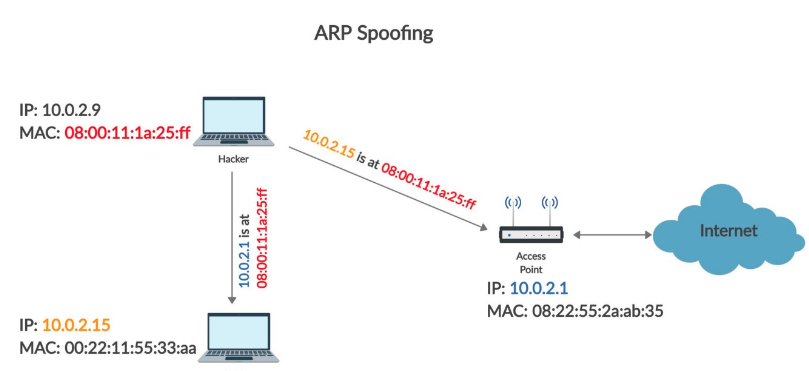 ARP Spoofing
IP: 10.0.2.9
MAC: 08:00:11:1a:25:ff
Hacker
10.0.2.15 is at 08:00:11:1a:25:ff
10.0.2.1 is at
08:00:11:1a:25:ff
Access
Point
Internet
IP: 10.0.2.1
MAC: 08:22:55:2a:ab:35
IP: 10.0.2.15
MAC: 00:22:11:55:33:aa